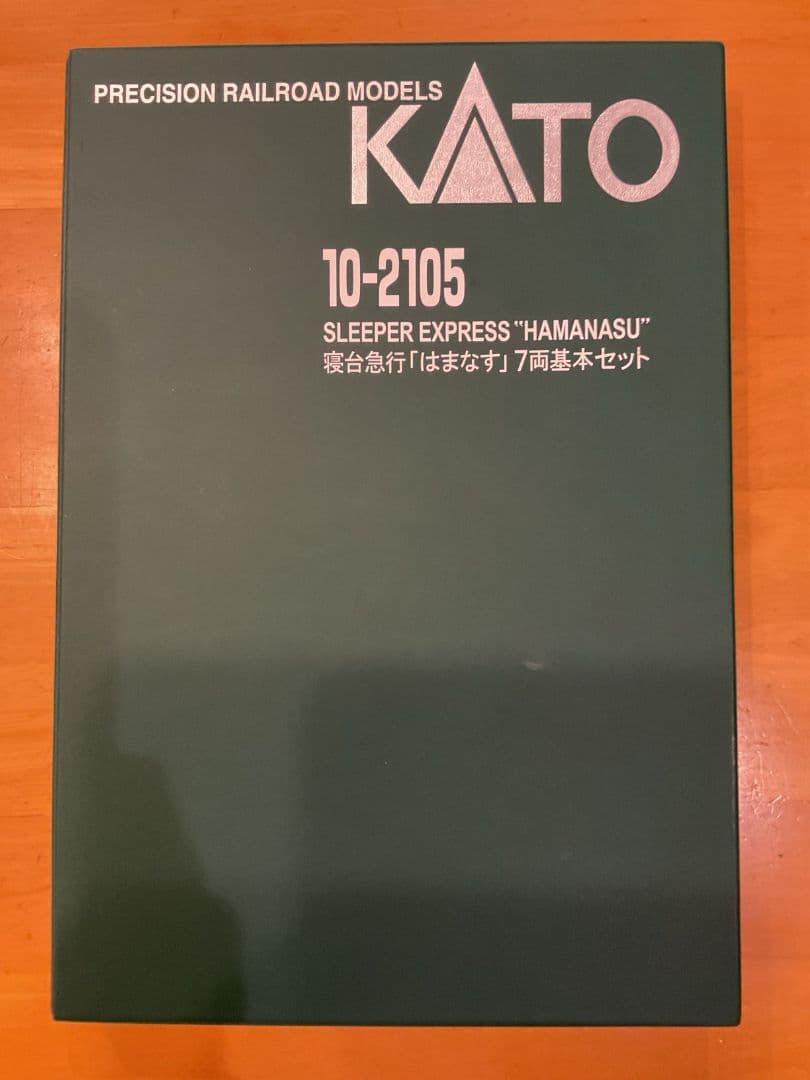 PRECISION RAILROAD MODELS
KATO
10-2105
SLEEPER EXPRESS "HAMANASU"
寝台急行「はまなす」7両基本セット